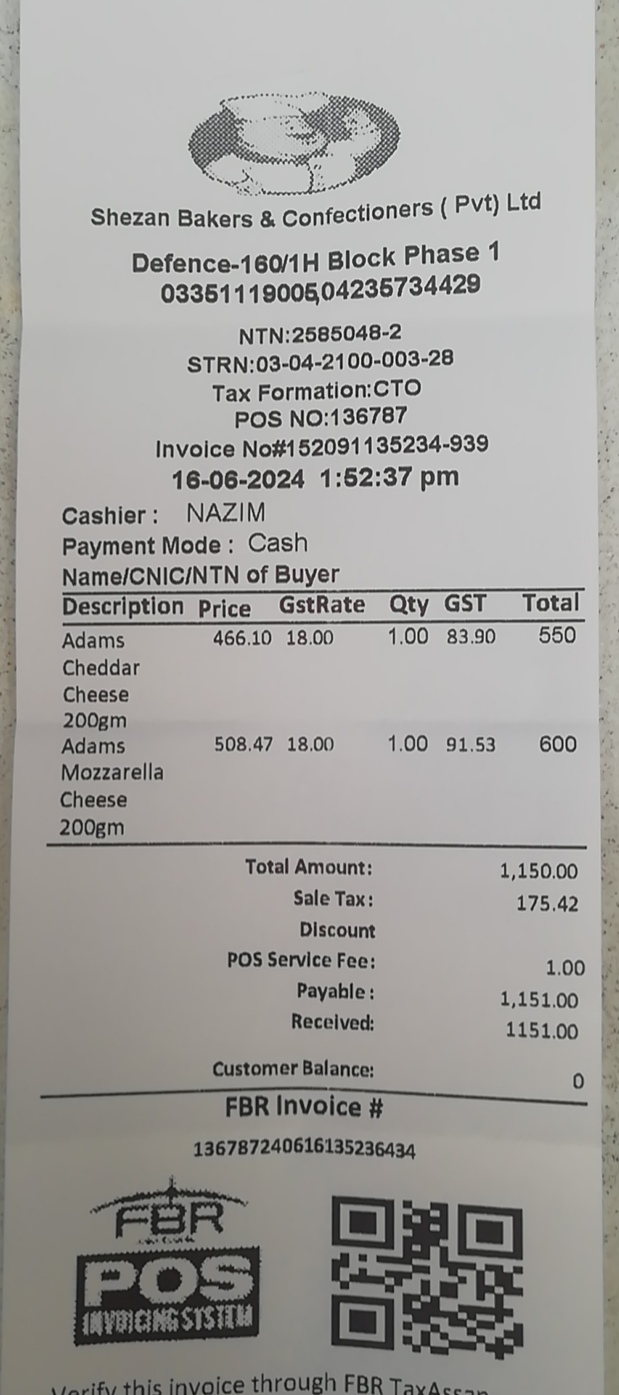 Shezan Bakers & Confectioners ( Pvt) Ltd
Defence-160/1H Block Phase 1
03351119005,04235734429
NTN:2585048-2
STRN:03-04-2100-003-28
Tax Formation:CTO
POS NO:136787
Invoice No#152091135234-939
16-06-2024 1:52:37 pm
Cashier : NAZIM
Payment Mode : Cash
Name/CNIC/NTN of Buyer
Description Price GstRate Qty GST Total
Adams 466.10 18.00 1.00 83.90 550
Cheddar
Cheese
200gm
Adams 508.47 18.00 1.00 91.53 600
Mozzarella
Cheese
200gm
Total Amount: 1,150.00
Sale Tax: 175.42
Discount
POS Service Fee: 1.00
Payable : 1,151.00
Received: 1151.00
Customer Balance: 0
FBR Invoice #
136787240616135236434
FBR
POS
INVOICING SYSTEM
Verify this invoice through FBR